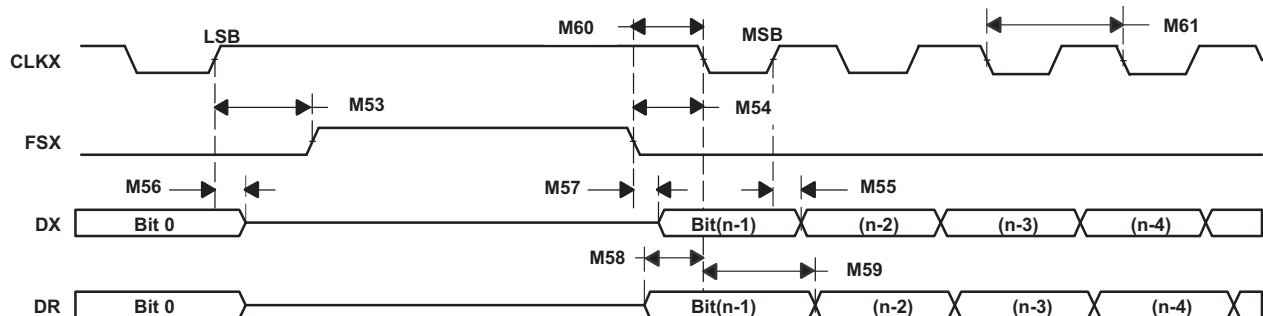 LSB M60 MSB M61
CLKX
M53 M54
FSX
M56 M57 M55
DX Bit 0 Bit(n-1) (n-2) (n-3) (n-4)
M58 M59
DR Bit 0 Bit(n-1) (n-2) (n-3) (n-4)